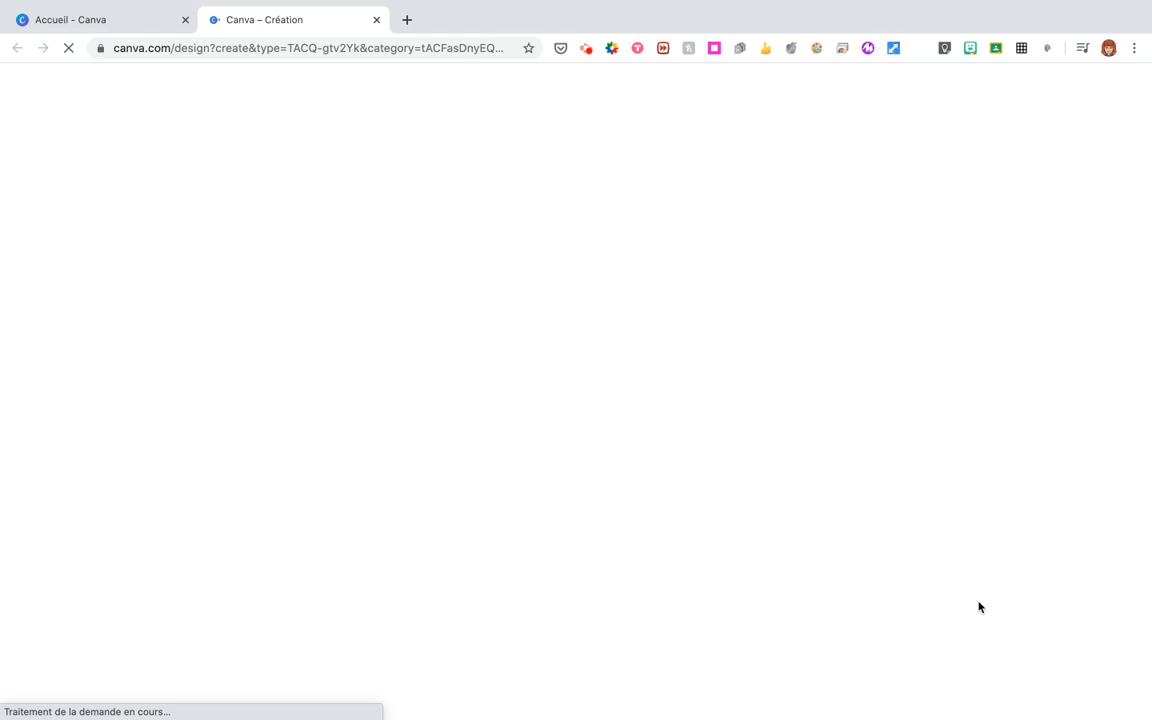 Accueil - Canva
Canva – Création
canva.com/design?create&type=TACQ-gtv2Yk&category=tACFasDnyEQ...
Traitement de la demande en cours...